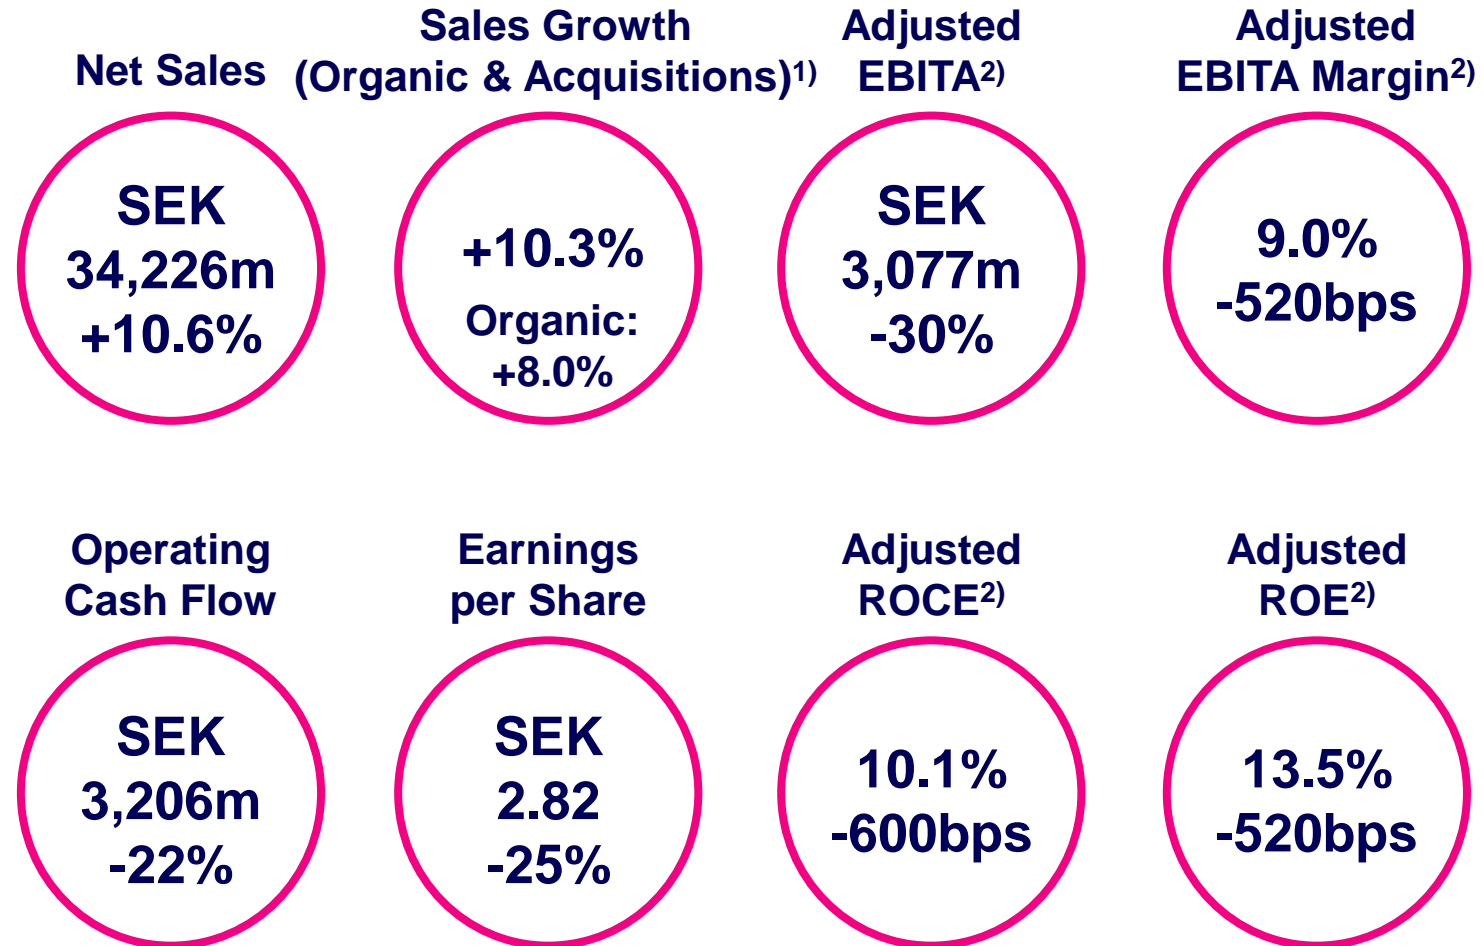 Net Sales
SEK
34,226m
+10.6%
Sales Growth
(Organic & Acquisitions)1)
+10.3%
Organic:
+8.0%
Adjusted
EBITA2)
SEK
3,077m
-30%
Adjusted
EBITA Margin2)
9.0%
-520bps
Operating
Cash Flow
SEK
3,206m
-22%
Earnings
per Share
SEK
2.82
-25%
Adjusted
ROCE2)
10.1%
-600bps
Adjusted
ROE2)
13.5%
-520bps